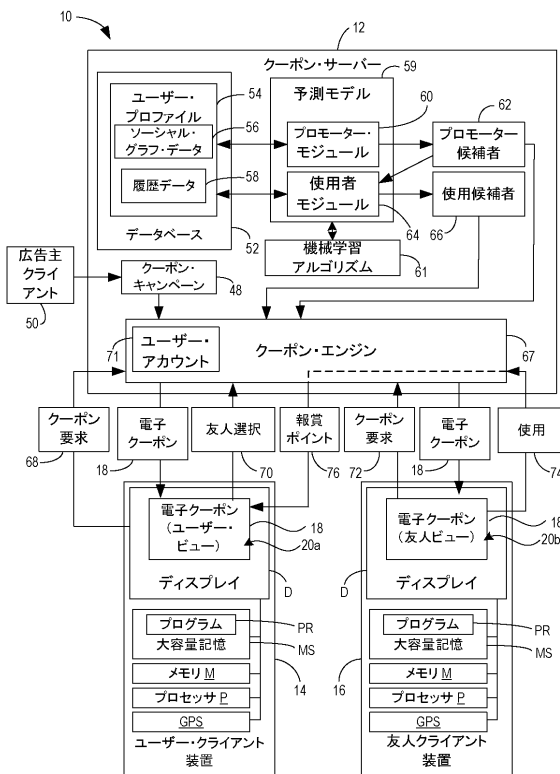 10
12
クーポン・サーバー
59
予測モデル
54
ユーザー・
プロファイル
ソーシャル・
グラフ・データ
56
履歴データ
58
データベース
52
60
プロモーター・
モジュール
62
プロモーター
候補者
使用者
モジュール
64
使用候補者
66
機械学習
アルゴリズム
61
広告主
クライ
アント
50
クーポン・
キャンペーン
48
71
ユーザー・
アカウント
クーポン・エンジン
67
クーポン
要求
68
電子
クーポン
18
友人選択
70
報賞
ポイント
76
クーポン
要求
72
電子
クーポン
18
使用
74
電子クーポン
(ユーザー・
ビュー)
18
20a
ディスプレイ
D
プログラム
PR
大容量記憶
MS
メモリ M
プロセッサ P
GPS
ユーザー・クライアント
装置
14
電子クーポン
(友人ビュー)
18
20b
ディスプレイ
D
プログラム
PR
大容量記憶
MS
メモリ M
プロセッサ P
GPS
友人クライアント
装置
16